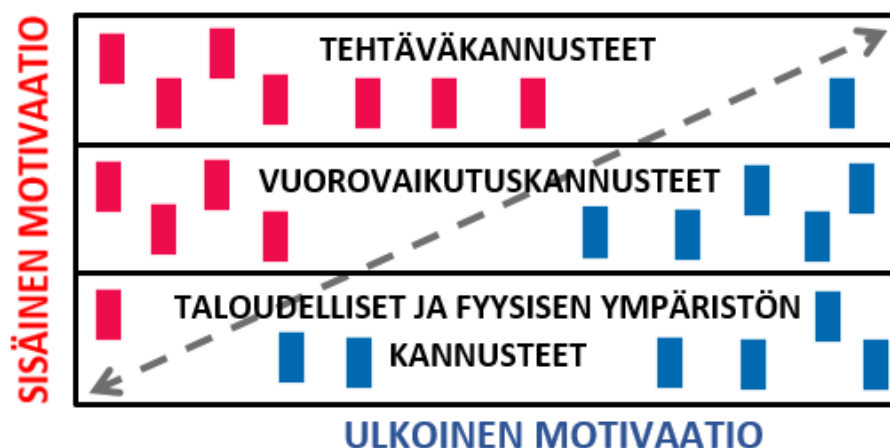 SISÄINEN MOTIVAATIO
TEHTÄVÄKANNUSTEET
VUOROVAIKUTUSKANNUSTEET
TALOUDELLISET JA FYYSISEN YMPÄRISTÖN
KANNUSTEET
ULKOINEN MOTIVAATIO